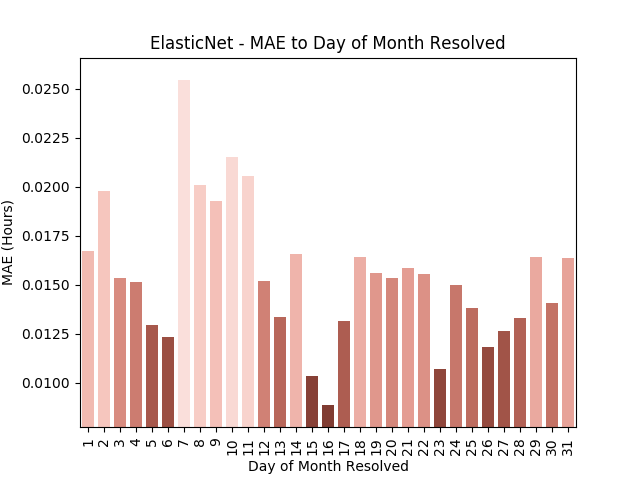 ElasticNet - MAE to Day of Month Resolved
MAE (Hours)
0.0250
0.0225
0.0200
0.0175
0.0150
0.0125
0.0100
1 2 3 4 5 6 7 8 9 10 11 12 13 14 15 16 17 18 19 20 21 22 23 24 25 26 27 28 29 30 31
Day of Month Resolved